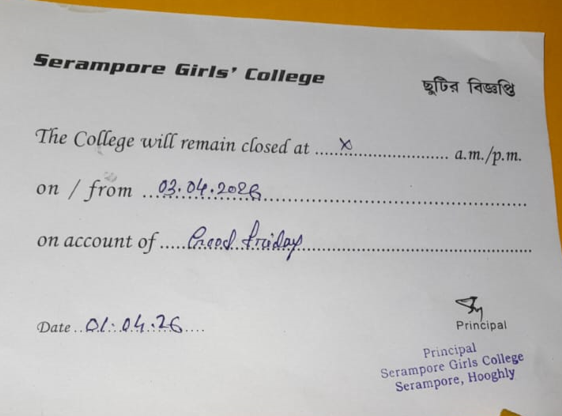 Serampore Girls' College
ছুটির বিজ্ঞপ্তি
The College will remain closed at ....x.................... a.m./p.m.
on / from ...03.04.2026.............................................
on account of .....Good Friday.............................................
Date ..01.04.26....
Principal
Principal
Serampore Girls College
Serampore, Hooghly